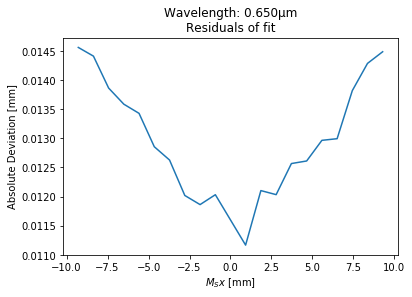 Wavelength: 0.650μm
Residuals of fit
0.0145
0.0140
0.0135
0.0130
0.0125
0.0120
0.0115
0.0110
Absolute Deviation [mm]
−10.0 −7.5 −5.0 −2.5 0.0 2.5 5.0 7.5 10.0
M_S x [mm]